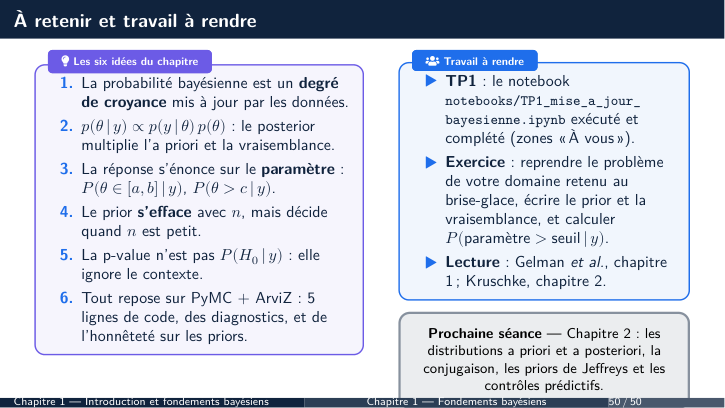 À retenir et travail à rendre
Les six idées du chapitre
1. La probabilité bayésienne est un degré
de croyance mis à jour par les données.
2. p(θ | y) ∝ p(y | θ) p(θ) : le posterior
multiplie l'a priori et la vraisemblance.
3. La réponse s'énonce sur le paramètre :
P(θ ∈ [a, b] | y), P(θ > c | y).
4. Le prior s'efface avec n, mais décide
quand n est petit.
5. La p-value n'est pas P(H₀ | y) : elle
ignore le contexte.
6. Tout repose sur PyMC + ArviZ : 5
lignes de code, des diagnostics, et de
l'honnêteté sur les priors.
Travail à rendre
▶ TP1 : le notebook
notebooks/TP1_mise_a_jour_
bayesienne.ipynb exécuté et
complété (zones « À vous »).
▶ Exercice : reprendre le problème
de votre domaine retenu au
brise-glace, écrire le prior et la
vraisemblance, et calculer
P(paramètre > seuil | y).
▶ Lecture : Gelman et al., chapitre
1 ; Kruschke, chapitre 2.
Prochaine séance — Chapitre 2 : les
distributions a priori et a posteriori, la
conjugaison, les priors de Jeffreys et les
contrôles prédictifs.
Chapitre 1 — Introduction et fondements bayésiens
Chapitre 1 — Fondements bayésiens
50 / 50